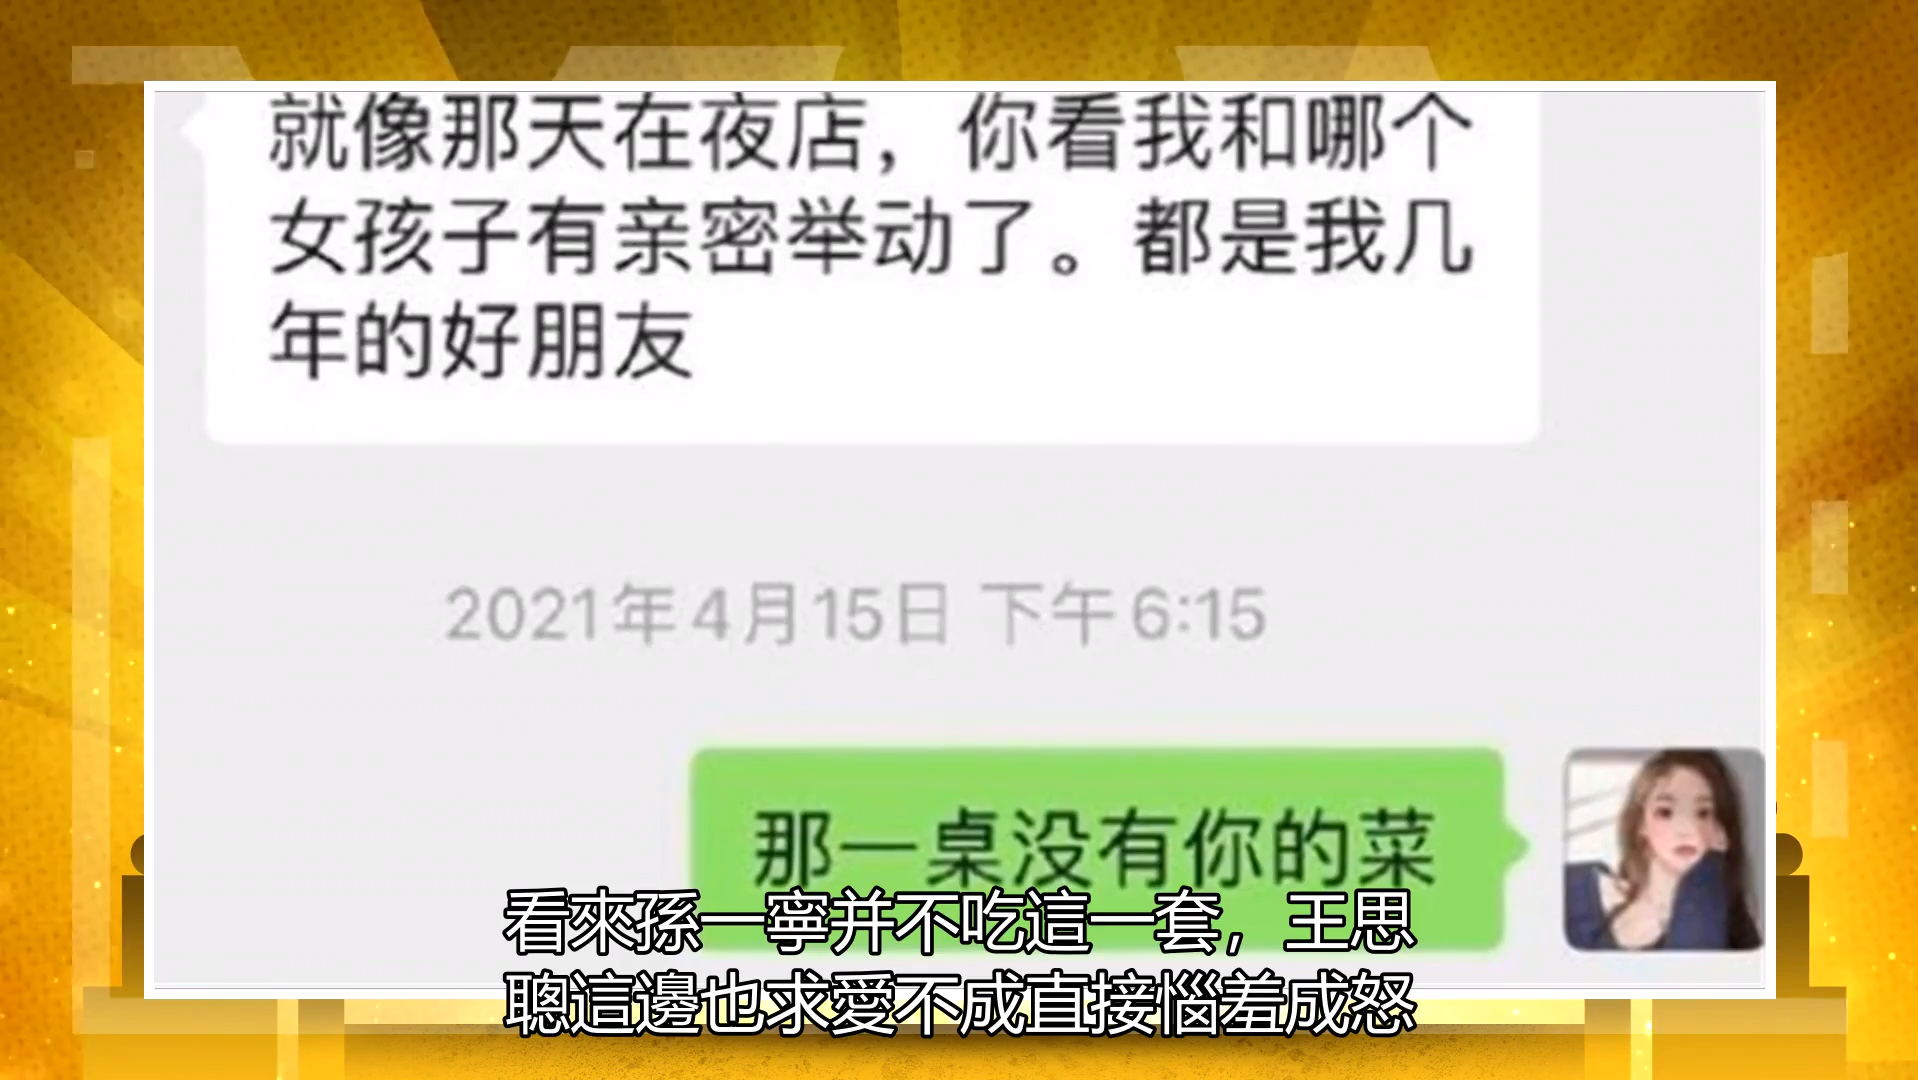 就像那天在夜店，你看我和哪个
女孩子有亲密举动了。都是我几
年的好朋友
2021年4月15日 下午6:15
那一桌没有你的菜
看來孫一寧并不吃這一套，王思
聰這邊也求愛不成直接惱羞成怒